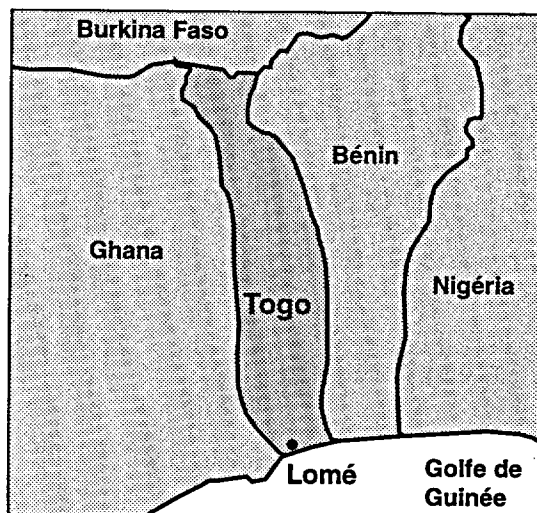 Burkina Faso
Bénin
Ghana
Nigéria
Togo
Lomé
Golfe de
Guinée